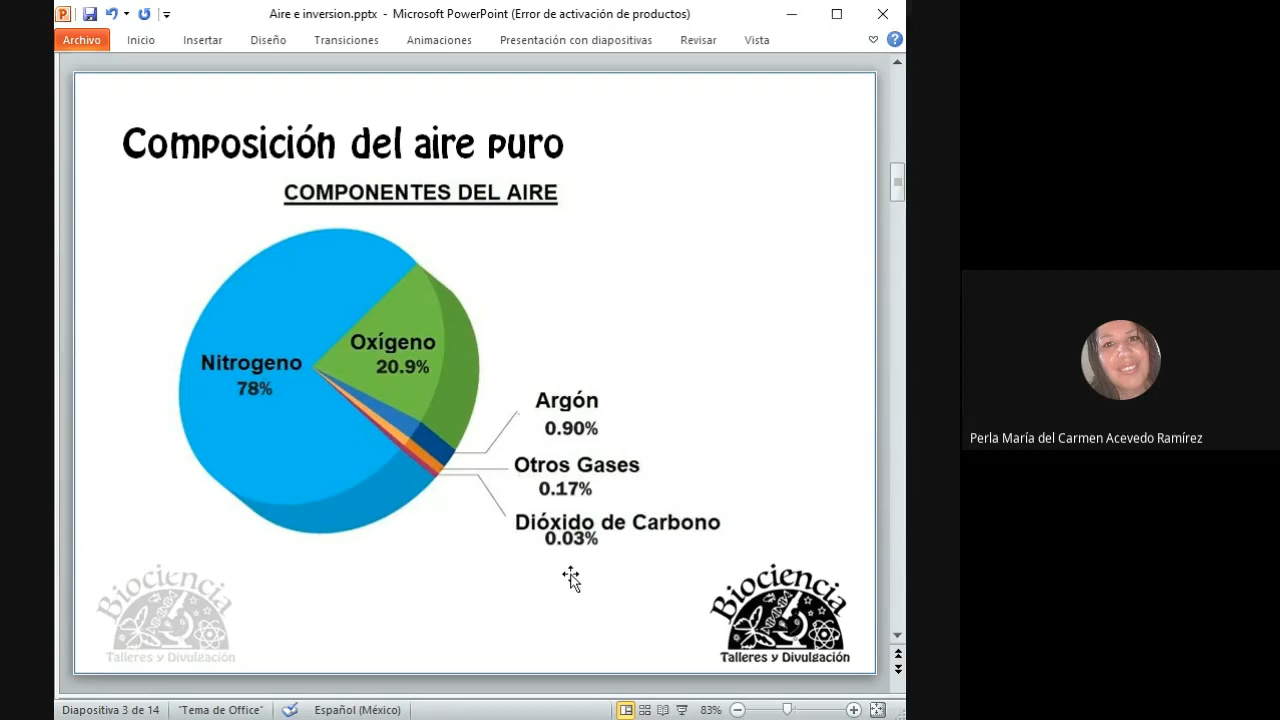 Aire e inversion.pptx - Microsoft PowerPoint (Error de activación de productos)
Archivo Inicio Insertar Diseño Transiciones Animaciones Presentación con diapositivas Revisar Vista
Composición del aire puro
COMPONENTES DEL AIRE
Nitrogeno
78%
Oxígeno
20.9%
Argón
0.90%
Otros Gases
0.17%
Dióxido de Carbono
0.03%
Biociencia
Talleres y Divulgación
Biociencia
Talleres y Divulgación
Perla María del Carmen Acevedo Ramírez
Diapositiva 3 de 14 "Tema de Office" Español (México) 83%